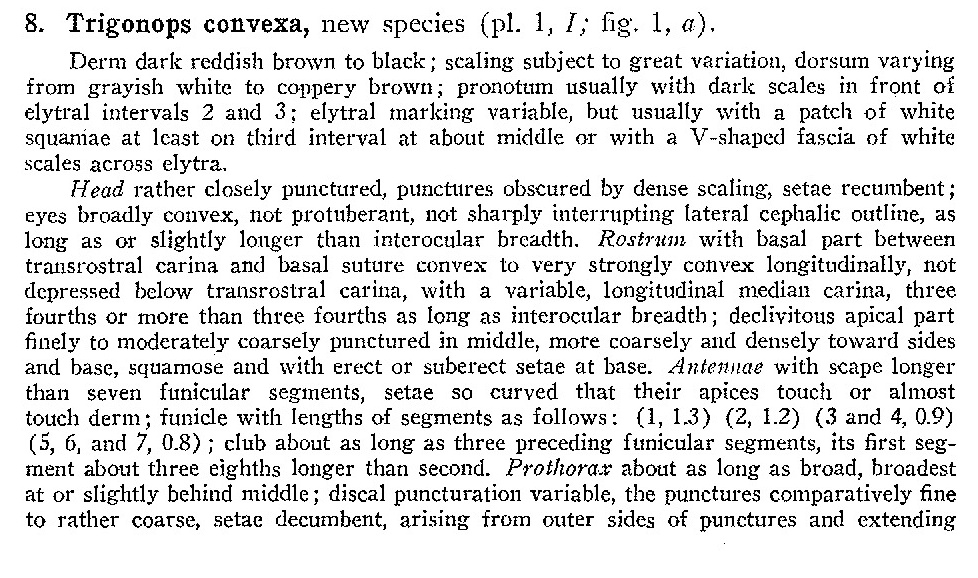 8. Trigonops convexa, new species (pl. 1, I; fig. 1, a).
Derm dark reddish brown to black; scaling subject to great variation, dorsum varying
from grayish white to coppery brown; pronotum usually with dark scales in front of
elytral intervals 2 and 3; elytral marking variable, but usually with a patch of white
squamae at least on third interval at about middle or with a V-shaped fascia of white
scales across elytra.
Head rather closely punctured, punctures obscured by dense scaling, setae recumbent;
eyes broadly convex, not protuberant, not sharply interrupting lateral cephalic outline, as
long as or slightly longer than interocular breadth. Rostrum with basal part between
transrostral carina and basal suture convex to very strongly convex longitudinally, not
depressed below transrostral carina, with a variable, longitudinal median carina, three
fourths or more than three fourths as long as interocular breadth; declivitous apical part
finely to moderately coarsely punctured in middle, more coarsely and densely toward sides
and base, squamose and with erect or suberect setae at base. Antennae with scape longer
than seven funicular segments, setae so curved that their apices touch or almost
touch derm; funicle with lengths of segments as follows: (1, 1.3) (2, 1.2) (3 and 4, 0.9)
(5, 6, and 7, 0.8); club about as long as three preceding funicular segments, its first seg-
ment about three eighths longer than second. Prothorax about as long as broad, broadest
at or slightly behind middle; discal puncturation variable, the punctures comparatively fine
to rather coarse, setae decumbent, arising from outer sides of punctures and extending